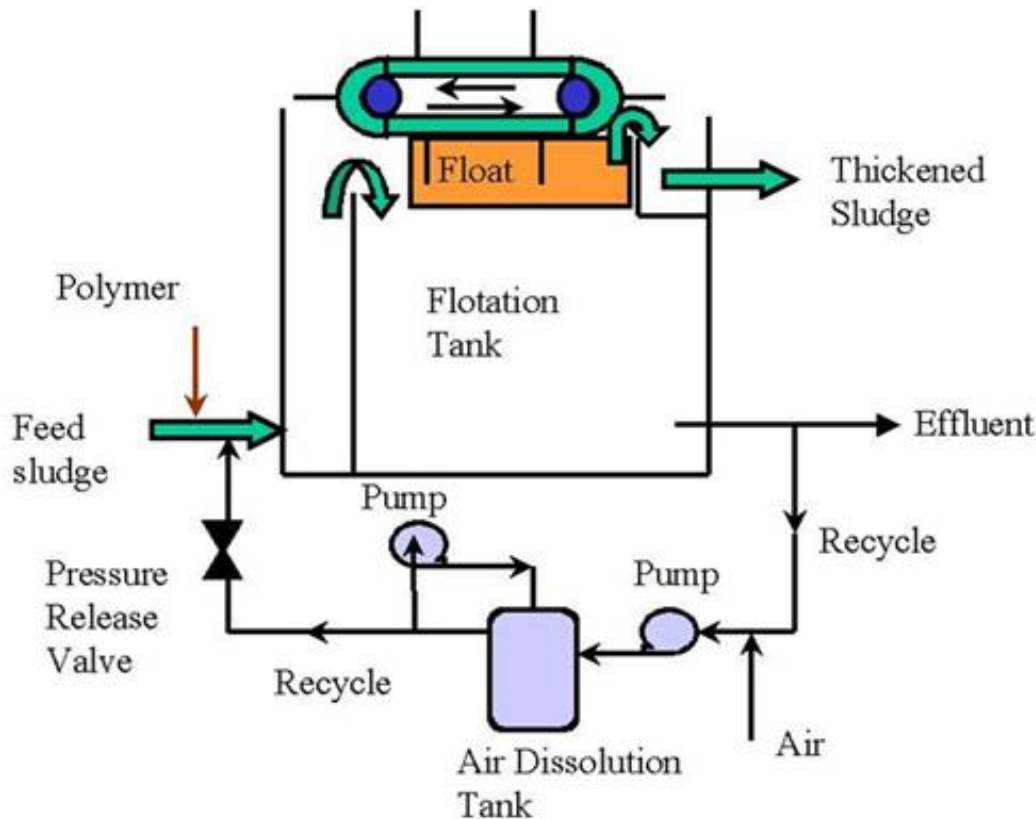 Float
Thickened
Sludge
Polymer
Flotation
Tank
Feed
sludge
Effluent
Pump
Recycle
Pressure
Release
Valve
Pump
Recycle
Air
Air Dissolution
Tank